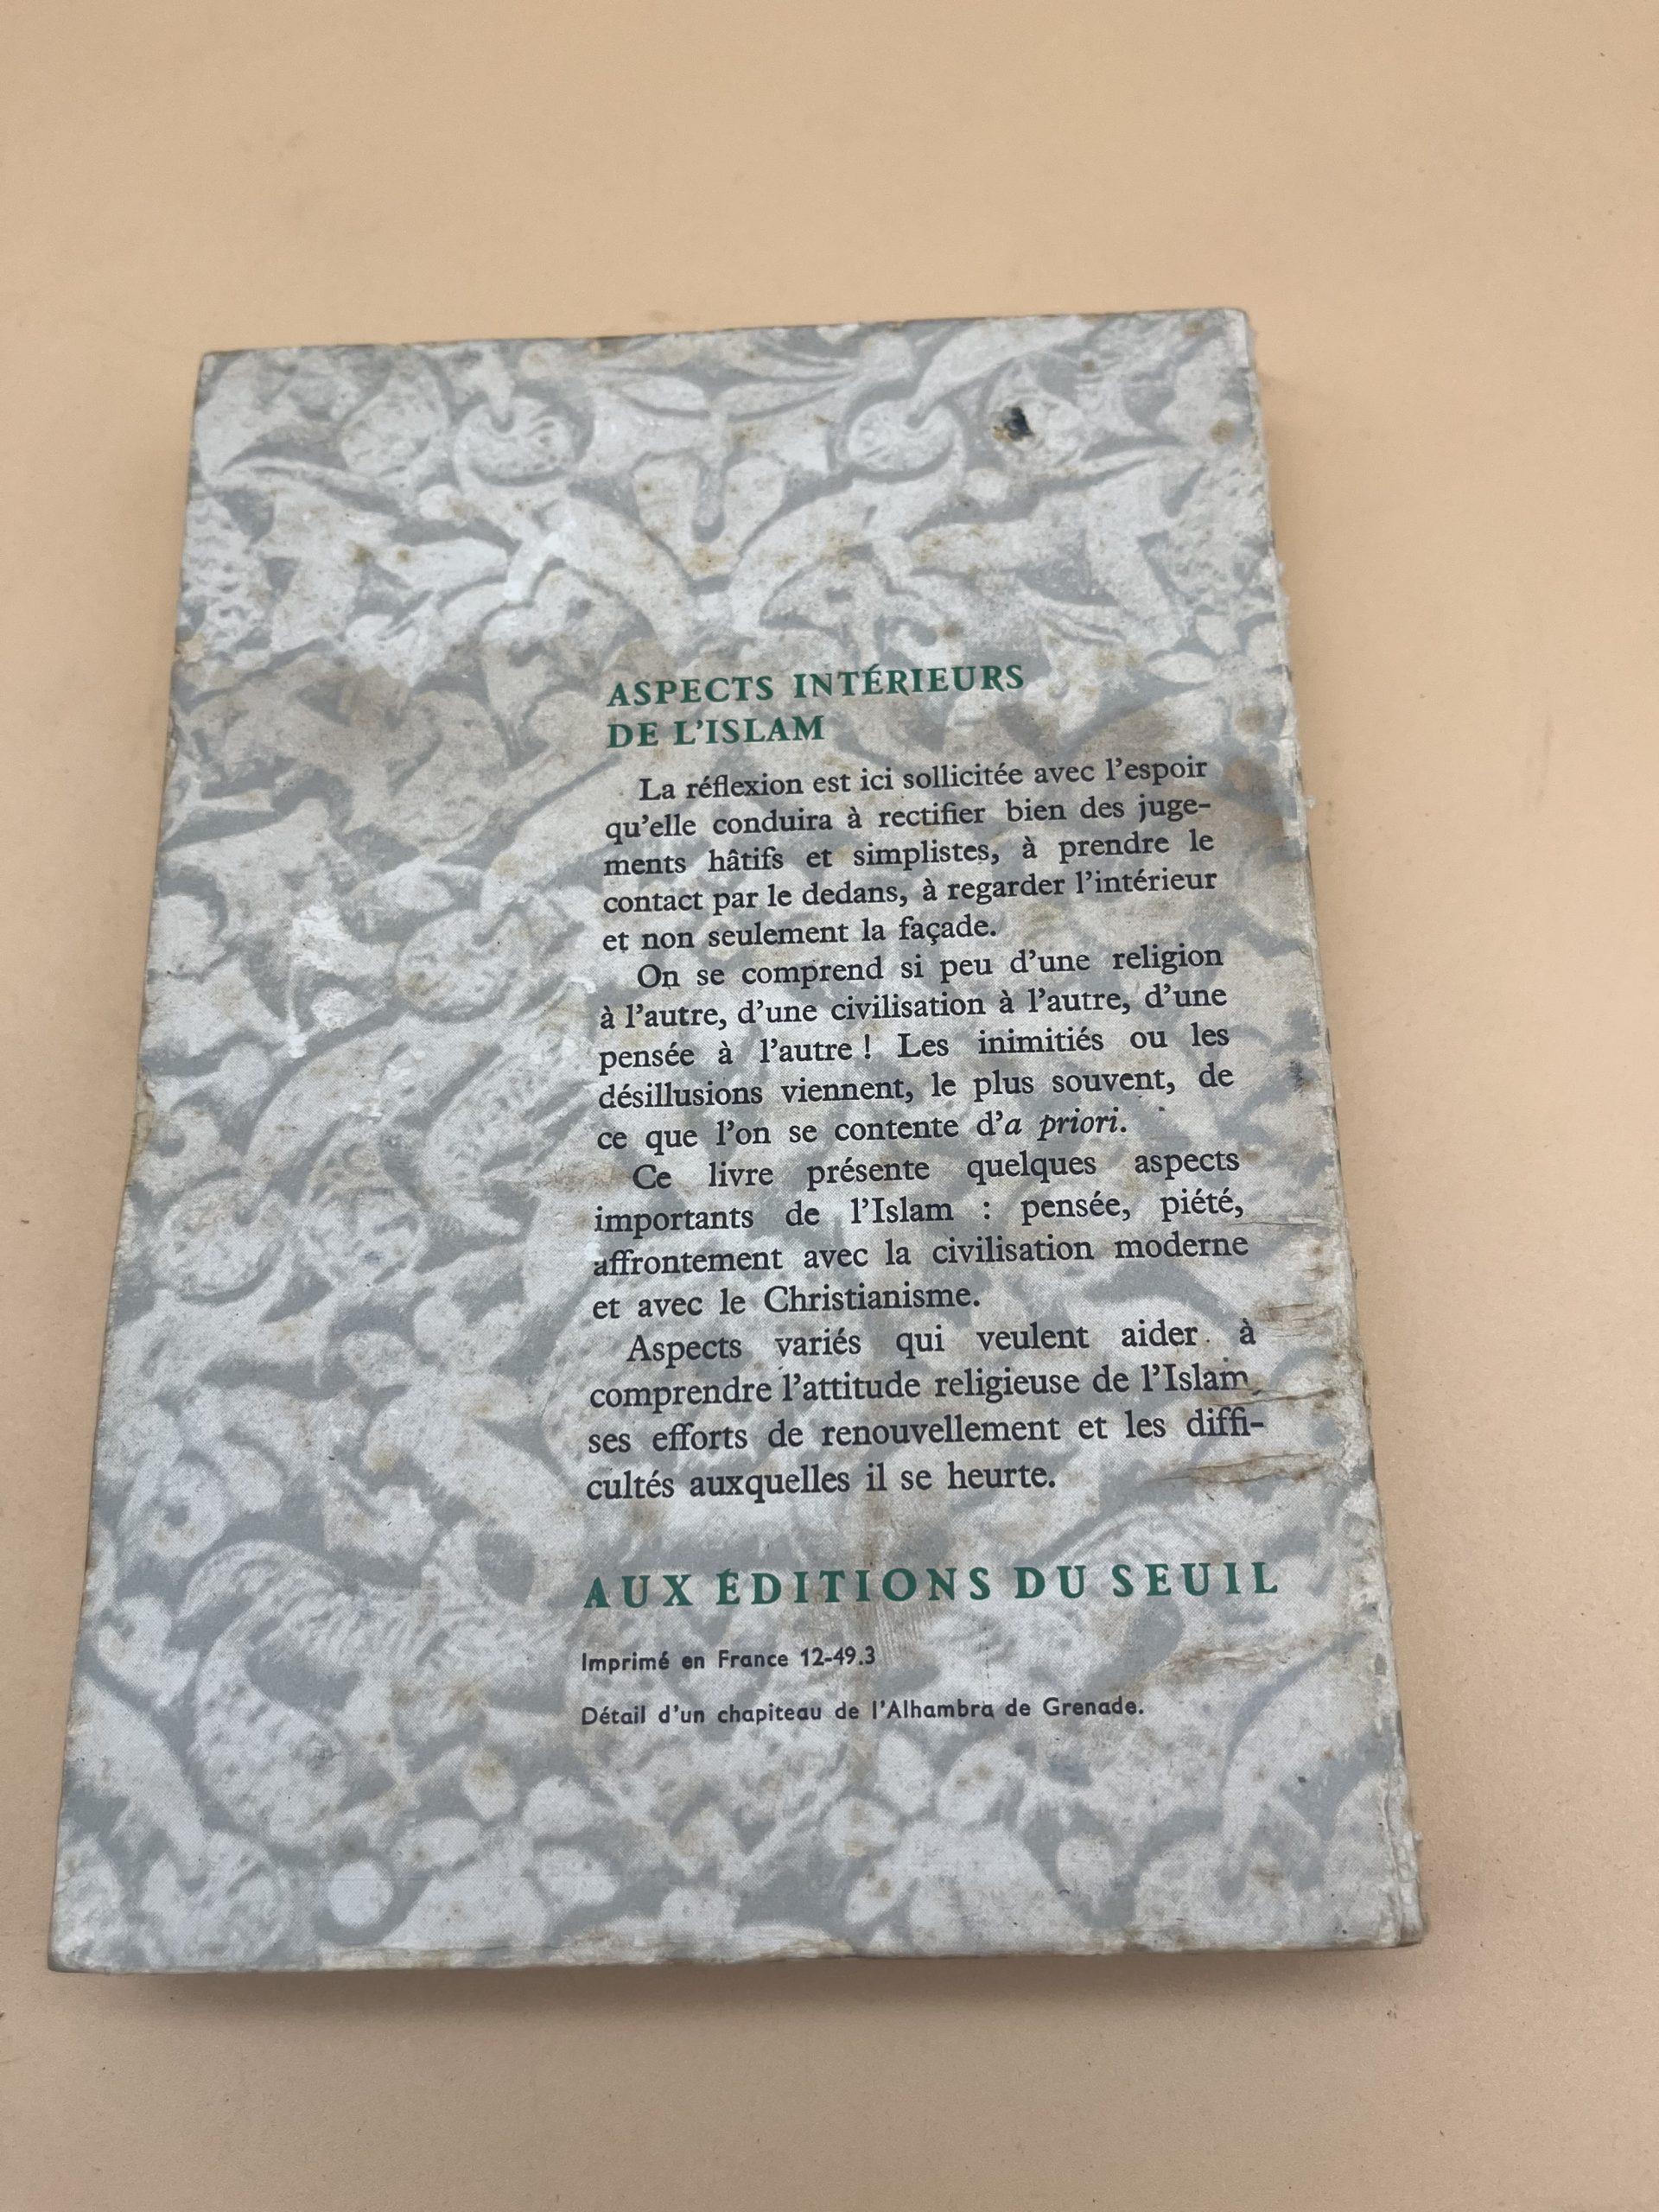 ASPECTS INTÉRIEURS
DE L'ISLAM
La réflexion est ici sollicitée avec l'espoir
qu'elle conduira à rectifier bien des juge-
ments hâtifs et simplistes, à prendre le
contact par le dedans, à regarder l'intérieur
et non seulement la façade.
On se comprend si peu d'une religion
à l'autre, d'une civilisation à l'autre, d'une
pensée à l'autre ! Les inimitiés ou les
désillusions viennent, le plus souvent, de
ce que l'on se contente d'a priori.
Ce livre présente quelques aspects
importants de l'Islam : pensée, piété,
affrontement avec la civilisation moderne
et avec le Christianisme.
Aspects variés qui veulent aider à
comprendre l'attitude religieuse de l'Islam,
ses efforts de renouvellement et les diffi-
cultés auxquelles il se heurte.
AUX ÉDITIONS DU SEUIL
Imprimé en France 12-49.3
Détail d'un chapiteau de l'Alhambra de Grenade.